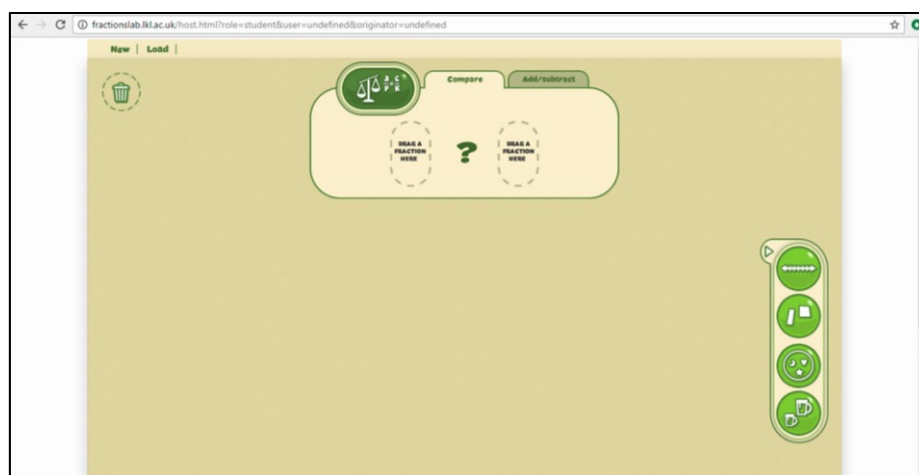 fractionslab.lkl.ac.uk/host.html?role=student&user=undefined&originator=undefined
New | Load |
Compare
Add/subtract
DRAG A
FRACTION
HERE
?
DRAG A
FRACTION
HERE